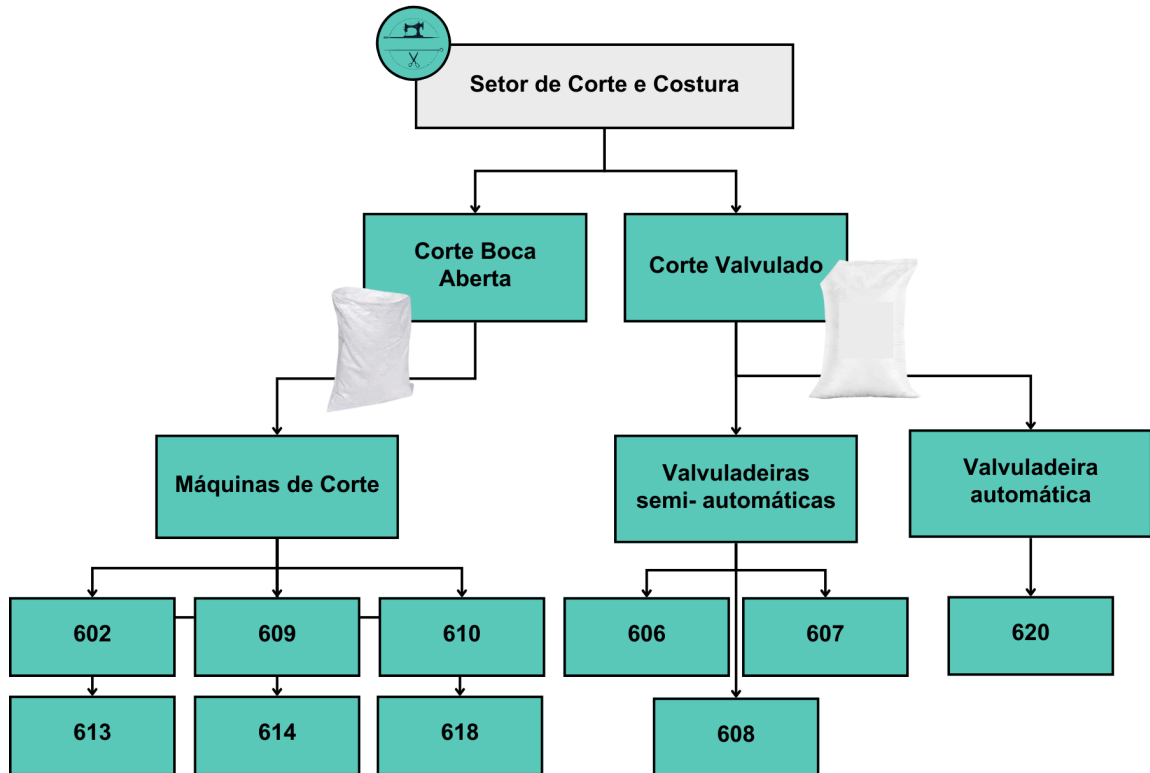 Setor de Corte e Costura
Corte Boca
Aberta
Corte Valvulado
Máquinas de Corte
Valvuladeiras
semi- automáticas
Valvuladeira
automática
602
609
610
606
607
620
613
614
618
608